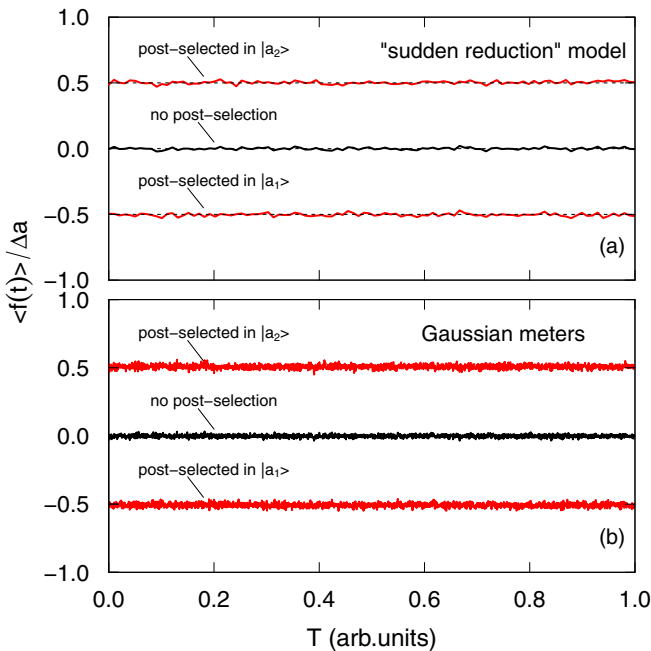 1.0
post−selected in |a₂>
"sudden reduction" model
0.5
no post−selection
0.0
post−selected in |a₁>
−0.5
(a)
−1.0
<f(t)>/Δa
1.0
post−selected in |a₂>
Gaussian meters
0.5
no post−selection
0.0
post−selected in |a₁>
−0.5
(b)
−1.0
0.0 0.2 0.4 0.6 0.8 1.0
T (arb.units)